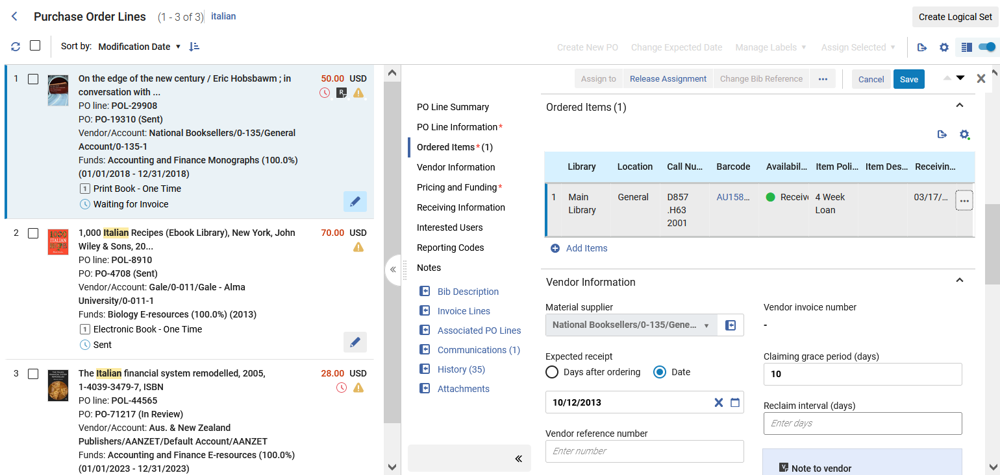 Purchase Order Lines (1 - 3 of 3) italian
Create Logical Set
Sort by: Modification Date
Create New PO Change Expected Date Manage Labels Assign Selected
1 On the edge of the new century / Eric Hobsbawm ; in 50.00 USD
conversation with ...
PO line: POL-29908
PO: PO-19310 (Sent)
Vendor/Account: National Booksellers/0-135/General
Account/0-135-1
Funds: Accounting and Finance Monographs (100.0%)
(01/01/2018 - 12/31/2018)
1 Print Book - One Time
Waiting for Invoice
2 1,000 Italian Recipes (Ebook Library), New York, John 70.00 USD
Wiley & Sons, 20...
PO line: POL-8910
PO: PO-4708 (Sent)
Vendor/Account: Gale/0-011/Gale - Alma
University/0-011-1
Funds: Biology E-resources (100.0%) (2013)
1 Electronic Book - One Time
Sent
3 The Italian financial system remodelled, 2005, 28.00 USD
1-4039-3479-7, ISBN
PO line: POL-44565
PO: PO-71217 (In Review)
Vendor/Account: Aus. & New Zealand
Publishers/AANZET/Default Account/AANZET
Funds: Accounting and Finance E-resources (100.0%)
(01/01/2023 - 12/31/2023)
Assign to Release Assignment Change Bib Reference ... Cancel Save
PO Line Summary
PO Line Information*
Ordered Items* (1)
Vendor Information
Pricing and Funding*
Receiving Information
Interested Users
Reporting Codes
Notes
Bib Description
Invoice Lines
Associated PO Lines
Communications (1)
History (35)
Attachments
Ordered Items (1)
Library Location Call Nu... Barcode Availabil... Item Poli... Item Des... Receivin...
1 Main General D857 AU158... Receive 4 Week 03/17/... ...
Library .H63 Loan
2001
Add Items
Vendor Information
Material supplier
National Booksellers/0-135/Gene...
Vendor invoice number
-
Expected receipt
Days after ordering Date
10/12/2013
Claiming grace period (days)
10
Vendor reference number
Enter number
Reclaim interval (days)
Enter days
Note to vendor